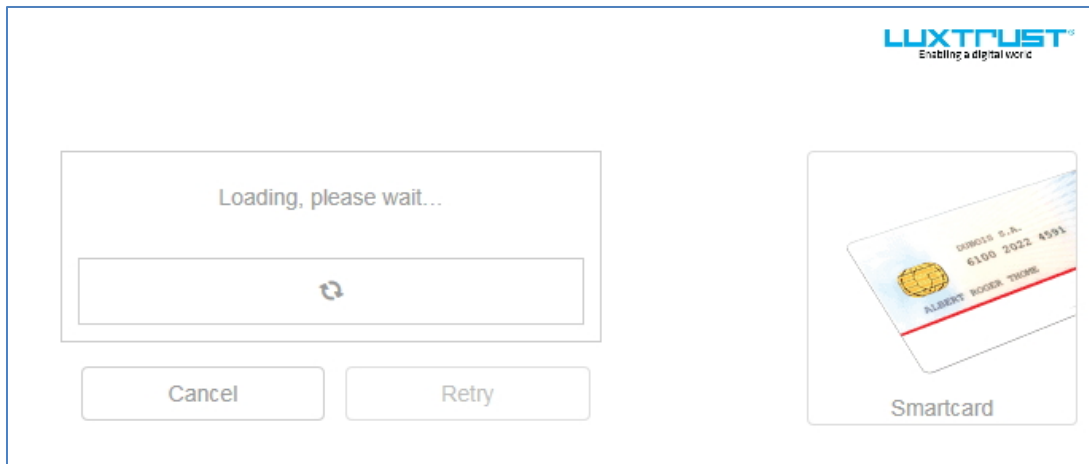 LUXTRUST
Enabling a digital world
Loading, please wait...
Cancel
Retry
DUBOIS S.A.
6100 2022 4591
ALBERT ROGER THOME
Smartcard